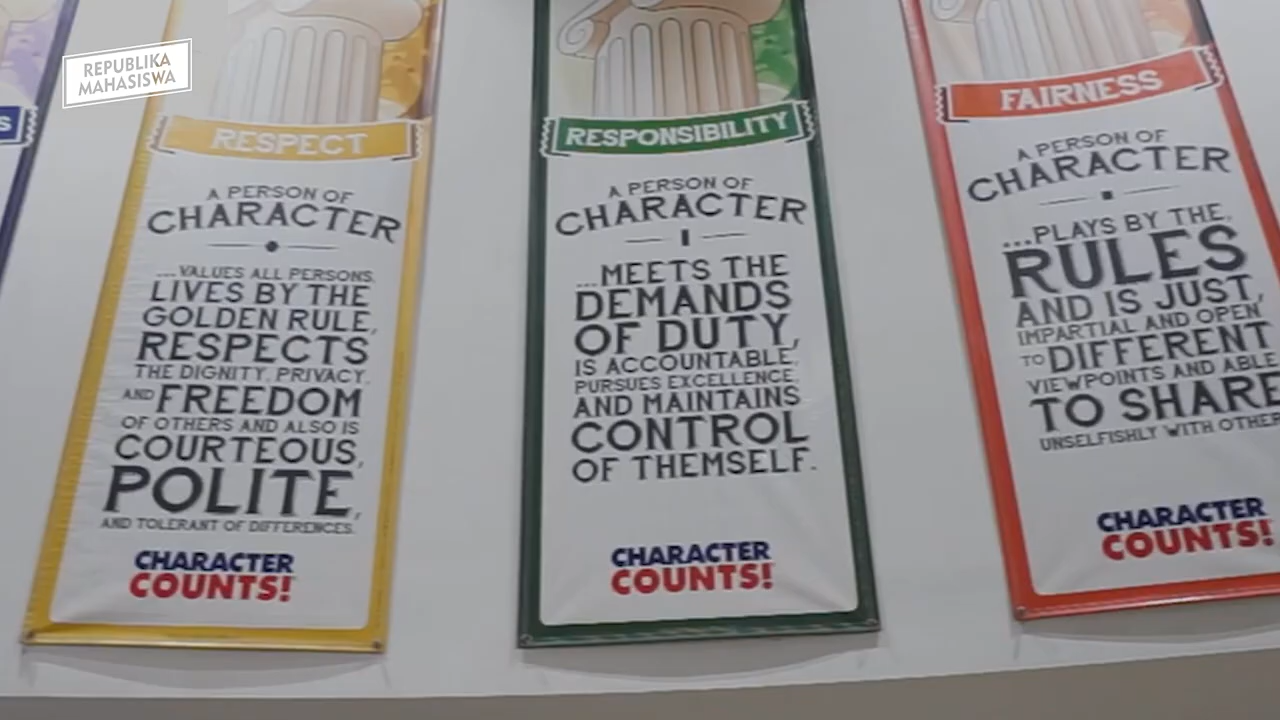 REPUBLIKA
MAHASISWA
S
RESPECT
A PERSON OF
CHARACTER
...VALUES ALL PERSONS,
LIVES BY THE
GOLDEN RULE,
RESPECTS
THE DIGNITY, PRIVACY,
AND FREEDOM
OF OTHERS AND ALSO IS
COURTEOUS,
POLITE,
AND TOLERANT OF DIFFERENCES.
CHARACTER
COUNTS!
RESPONSIBILITY
A PERSON OF
CHARACTER
...MEETS THE
DEMANDS
OF DUTY,
IS ACCOUNTABLE,
PURSUES EXCELLENCE,
AND MAINTAINS
CONTROL
OF THEMSELF.
CHARACTER
COUNTS!
FAIRNESS
A PERSON OF
CHARACTER
...PLAYS BY THE
RULES
AND IS JUST,
IMPARTIAL AND OPEN
TO DIFFERENT
VIEWPOINTS AND ABLE
TO SHARE
UNSELFISHLY WITH OTHER
CHARACTER
COUNTS!